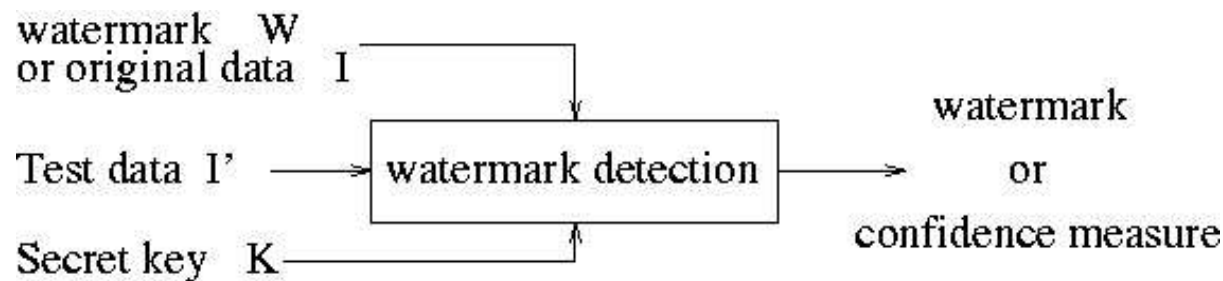 watermark W
or original data I
Test data I’
Secret key K
watermark detection
watermark
or
confidence measure